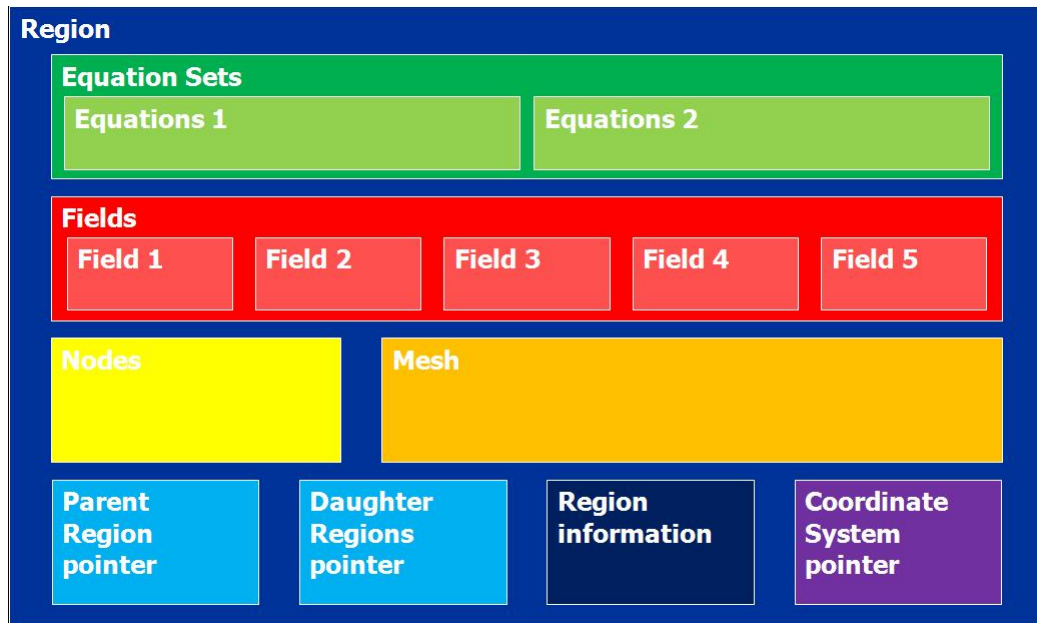 Region
Equation Sets
Equations 1
Equations 2
Fields
Field 1
Field 2
Field 3
Field 4
Field 5
Nodes
Mesh
Parent
Region
pointer
Daughter
Regions
pointer
Region
information
Coordinate
System
pointer